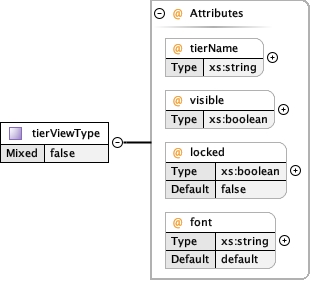 Attributes
@ tierName
Type xs:string
@ visible
Type xs:boolean
tierViewType
Mixed false
@ locked
Type xs:boolean
Default false
@ font
Type xs:string
Default default